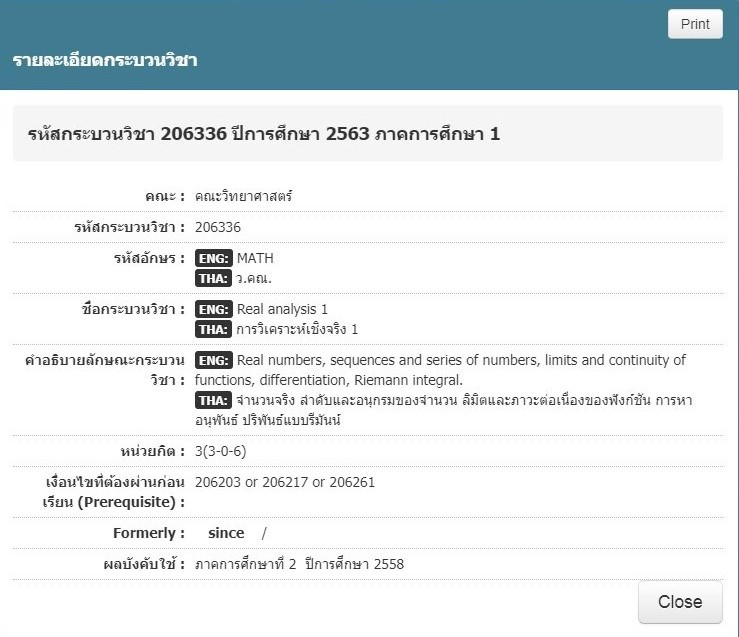 Print
รายละเอียดกระบวนวิชา
รหัสกระบวนวิชา 206336 ปีการศึกษา 2563 ภาคการศึกษา 1
คณะ : คณะวิทยาศาสตร์
รหัสกระบวนวิชา : 206336
รหัสอักษร : ENG: MATH
THA: ว.คณ.
ชื่อกระบวนวิชา : ENG: Real analysis 1
THA: การวิเคราะห์เชิงจริง 1
คำอธิบายลักษณะกระบวน ENG: Real numbers, sequences and series of numbers, limits and continuity of
วิชา : functions, differentiation, Riemann integral.
THA: จำนวนจริง ลำดับและอนุกรมของจำนวน ลิมิตและภาวะต่อเนื่องของฟังก์ชัน การหา
อนุพันธ์ ปริพันธ์แบบรีมันน์
หน่วยกิต : 3(3-0-6)
เงื่อนไขที่ต้องผ่านก่อน 206203 or 206217 or 206261
เรียน (Prerequisite) :
Formerly : since /
ผลบังคับใช้ : ภาคการศึกษาที่ 2 ปีการศึกษา 2558
Close